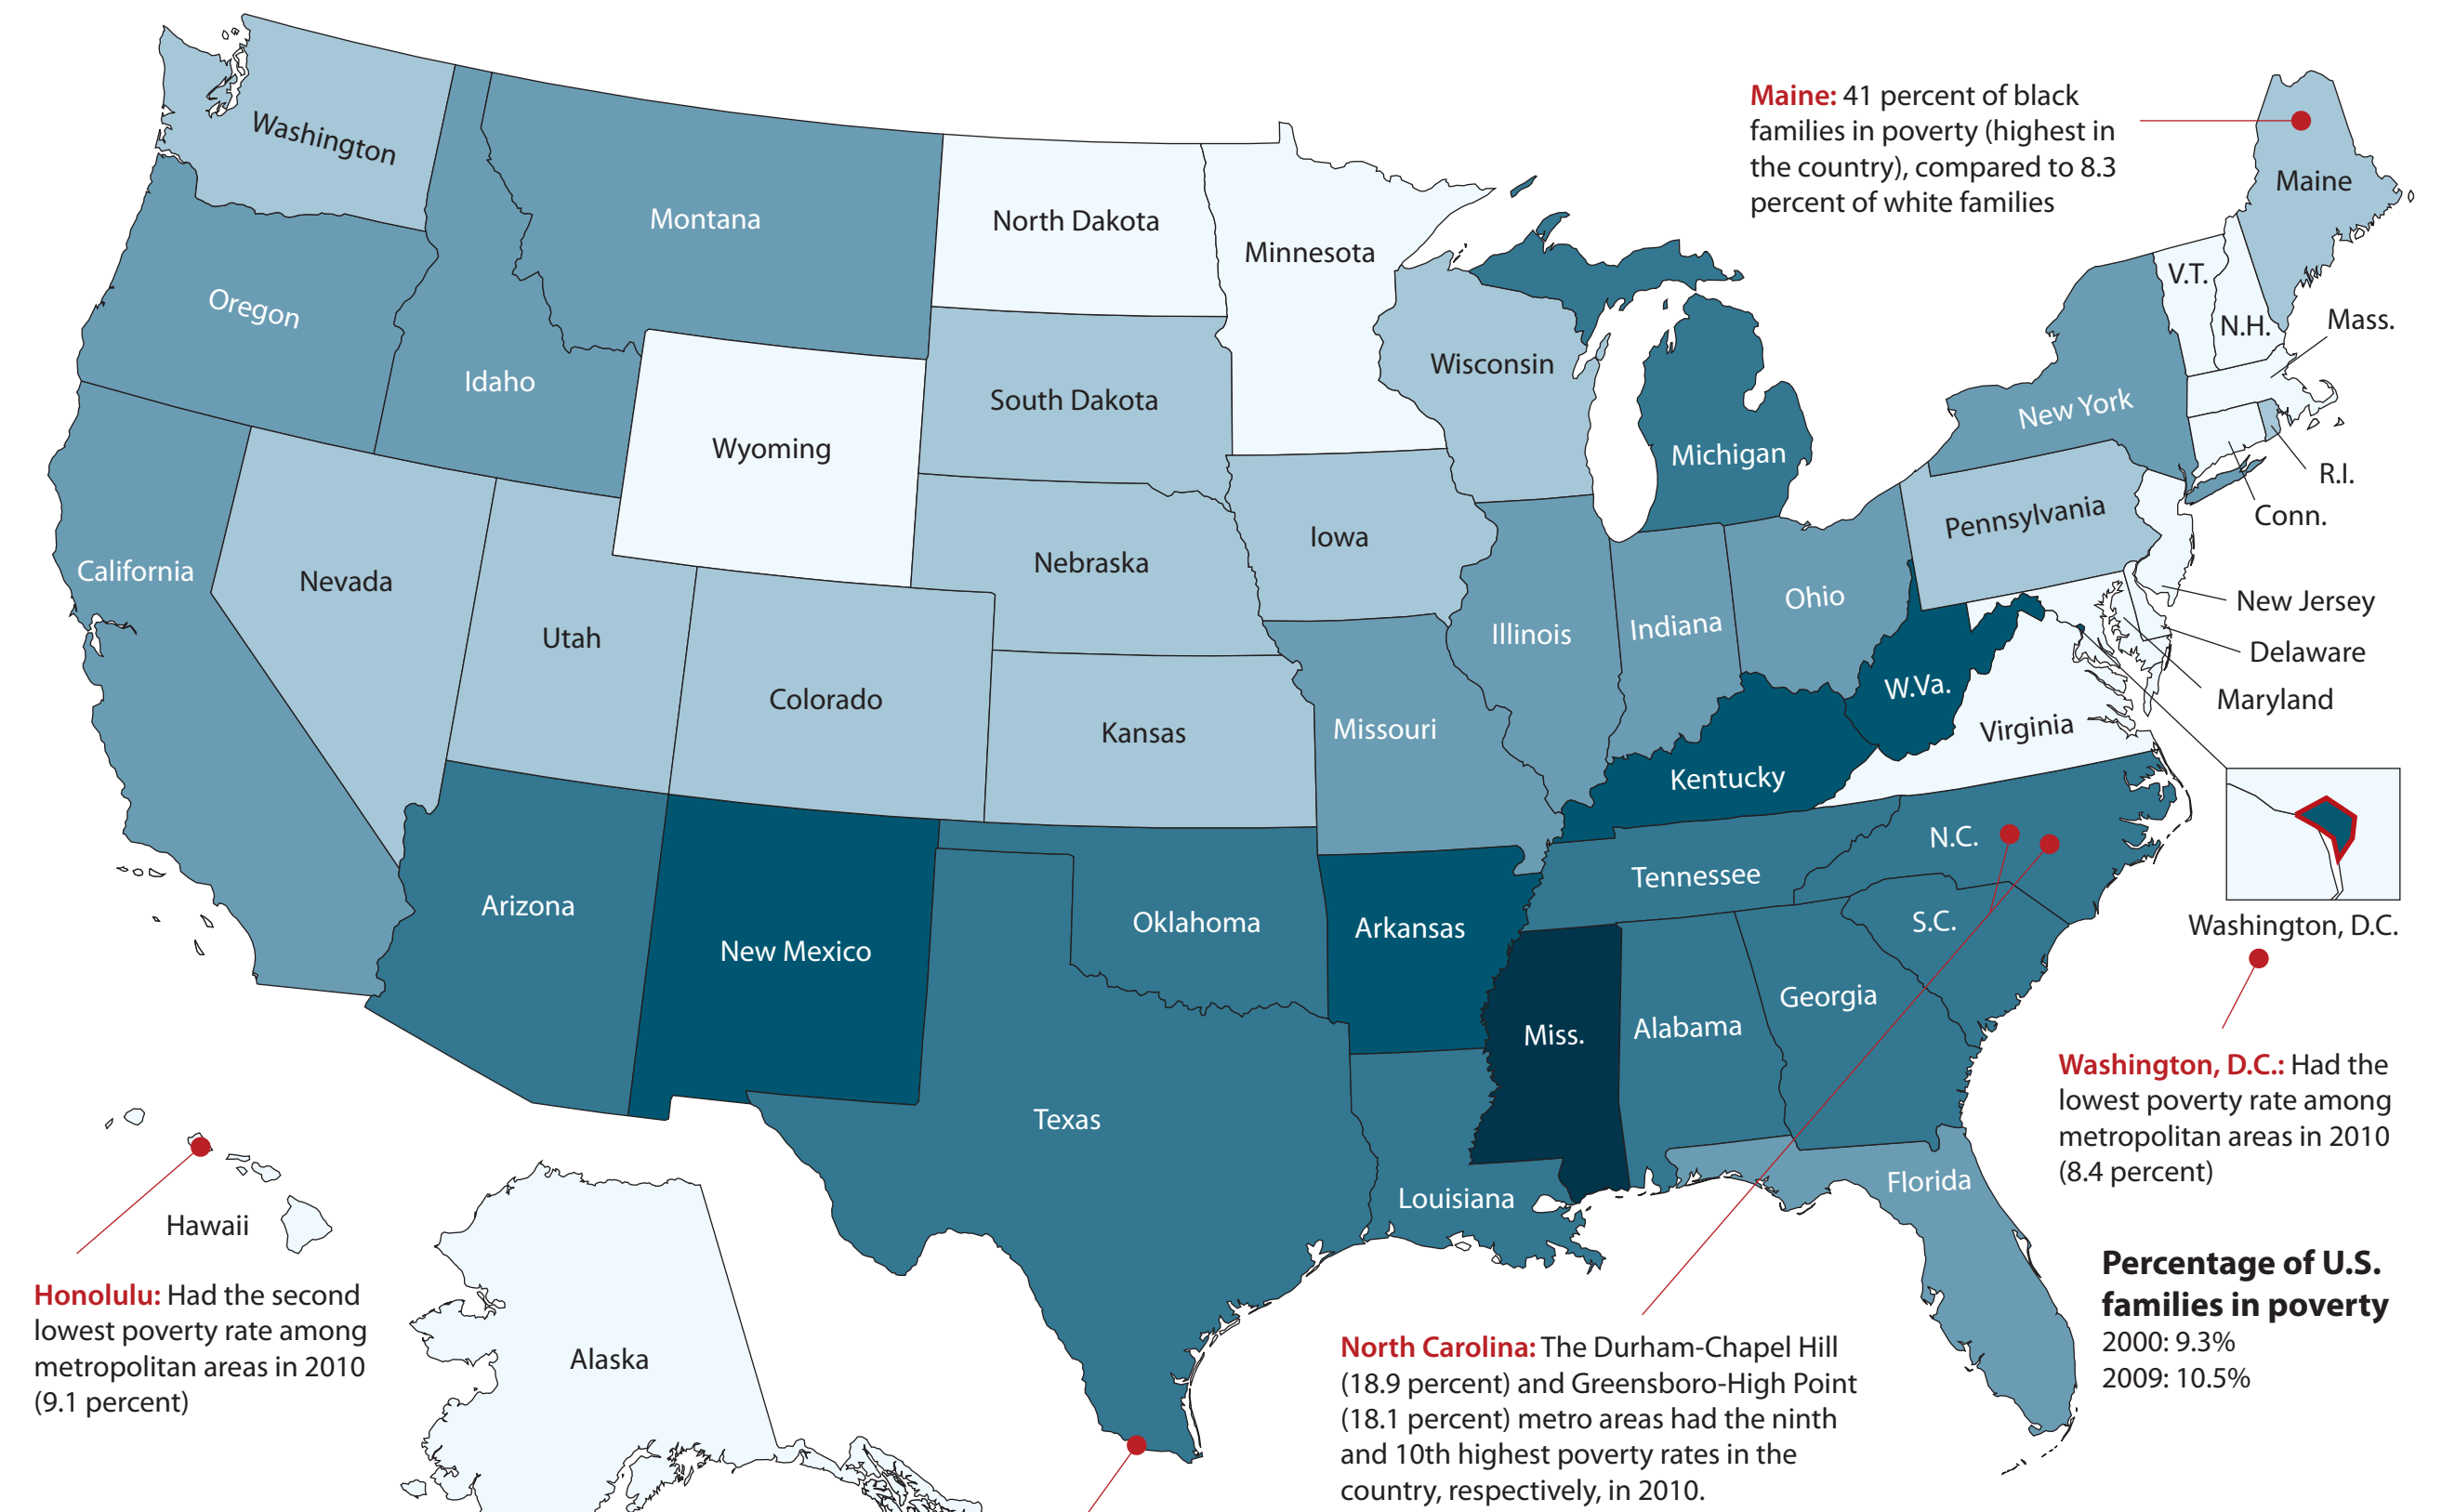 Maine: 41 percent of black
families in poverty (highest in
the country), compared to 8.3
percent of white families
Washington
Montana
North Dakota
Minnesota
Maine
V.T.
N.H.
Mass.
Oregon
Idaho
Wyoming
South Dakota
Wisconsin
Michigan
New York
R.I.
Conn.
Pennsylvania
California
Nevada
Utah
Colorado
Nebraska
Iowa
Kansas
Missouri
Illinois
Indiana
Ohio
W.Va.
Virginia
Kentucky
New Jersey
Delaware
Maryland
Arizona
New Mexico
Oklahoma
Arkansas
Tennessee
N.C.
S.C.
Washington, D.C.
Texas
Louisiana
Miss.
Alabama
Georgia
Florida
Washington, D.C.: Had the
lowest poverty rate among
metropolitan areas in 2010
(8.4 percent)
Hawaii
Alaska
Honolulu: Had the second
lowest poverty rate among
metropolitan areas in 2010
(9.1 percent)
North Carolina: The Durham-Chapel Hill
(18.9 percent) and Greensboro-High Point
(18.1 percent) metro areas had the ninth
and 10th highest poverty rates in the
country, respectively, in 2010.
Percentage of U.S.
families in poverty
2000: 9.3%
2009: 10.5%